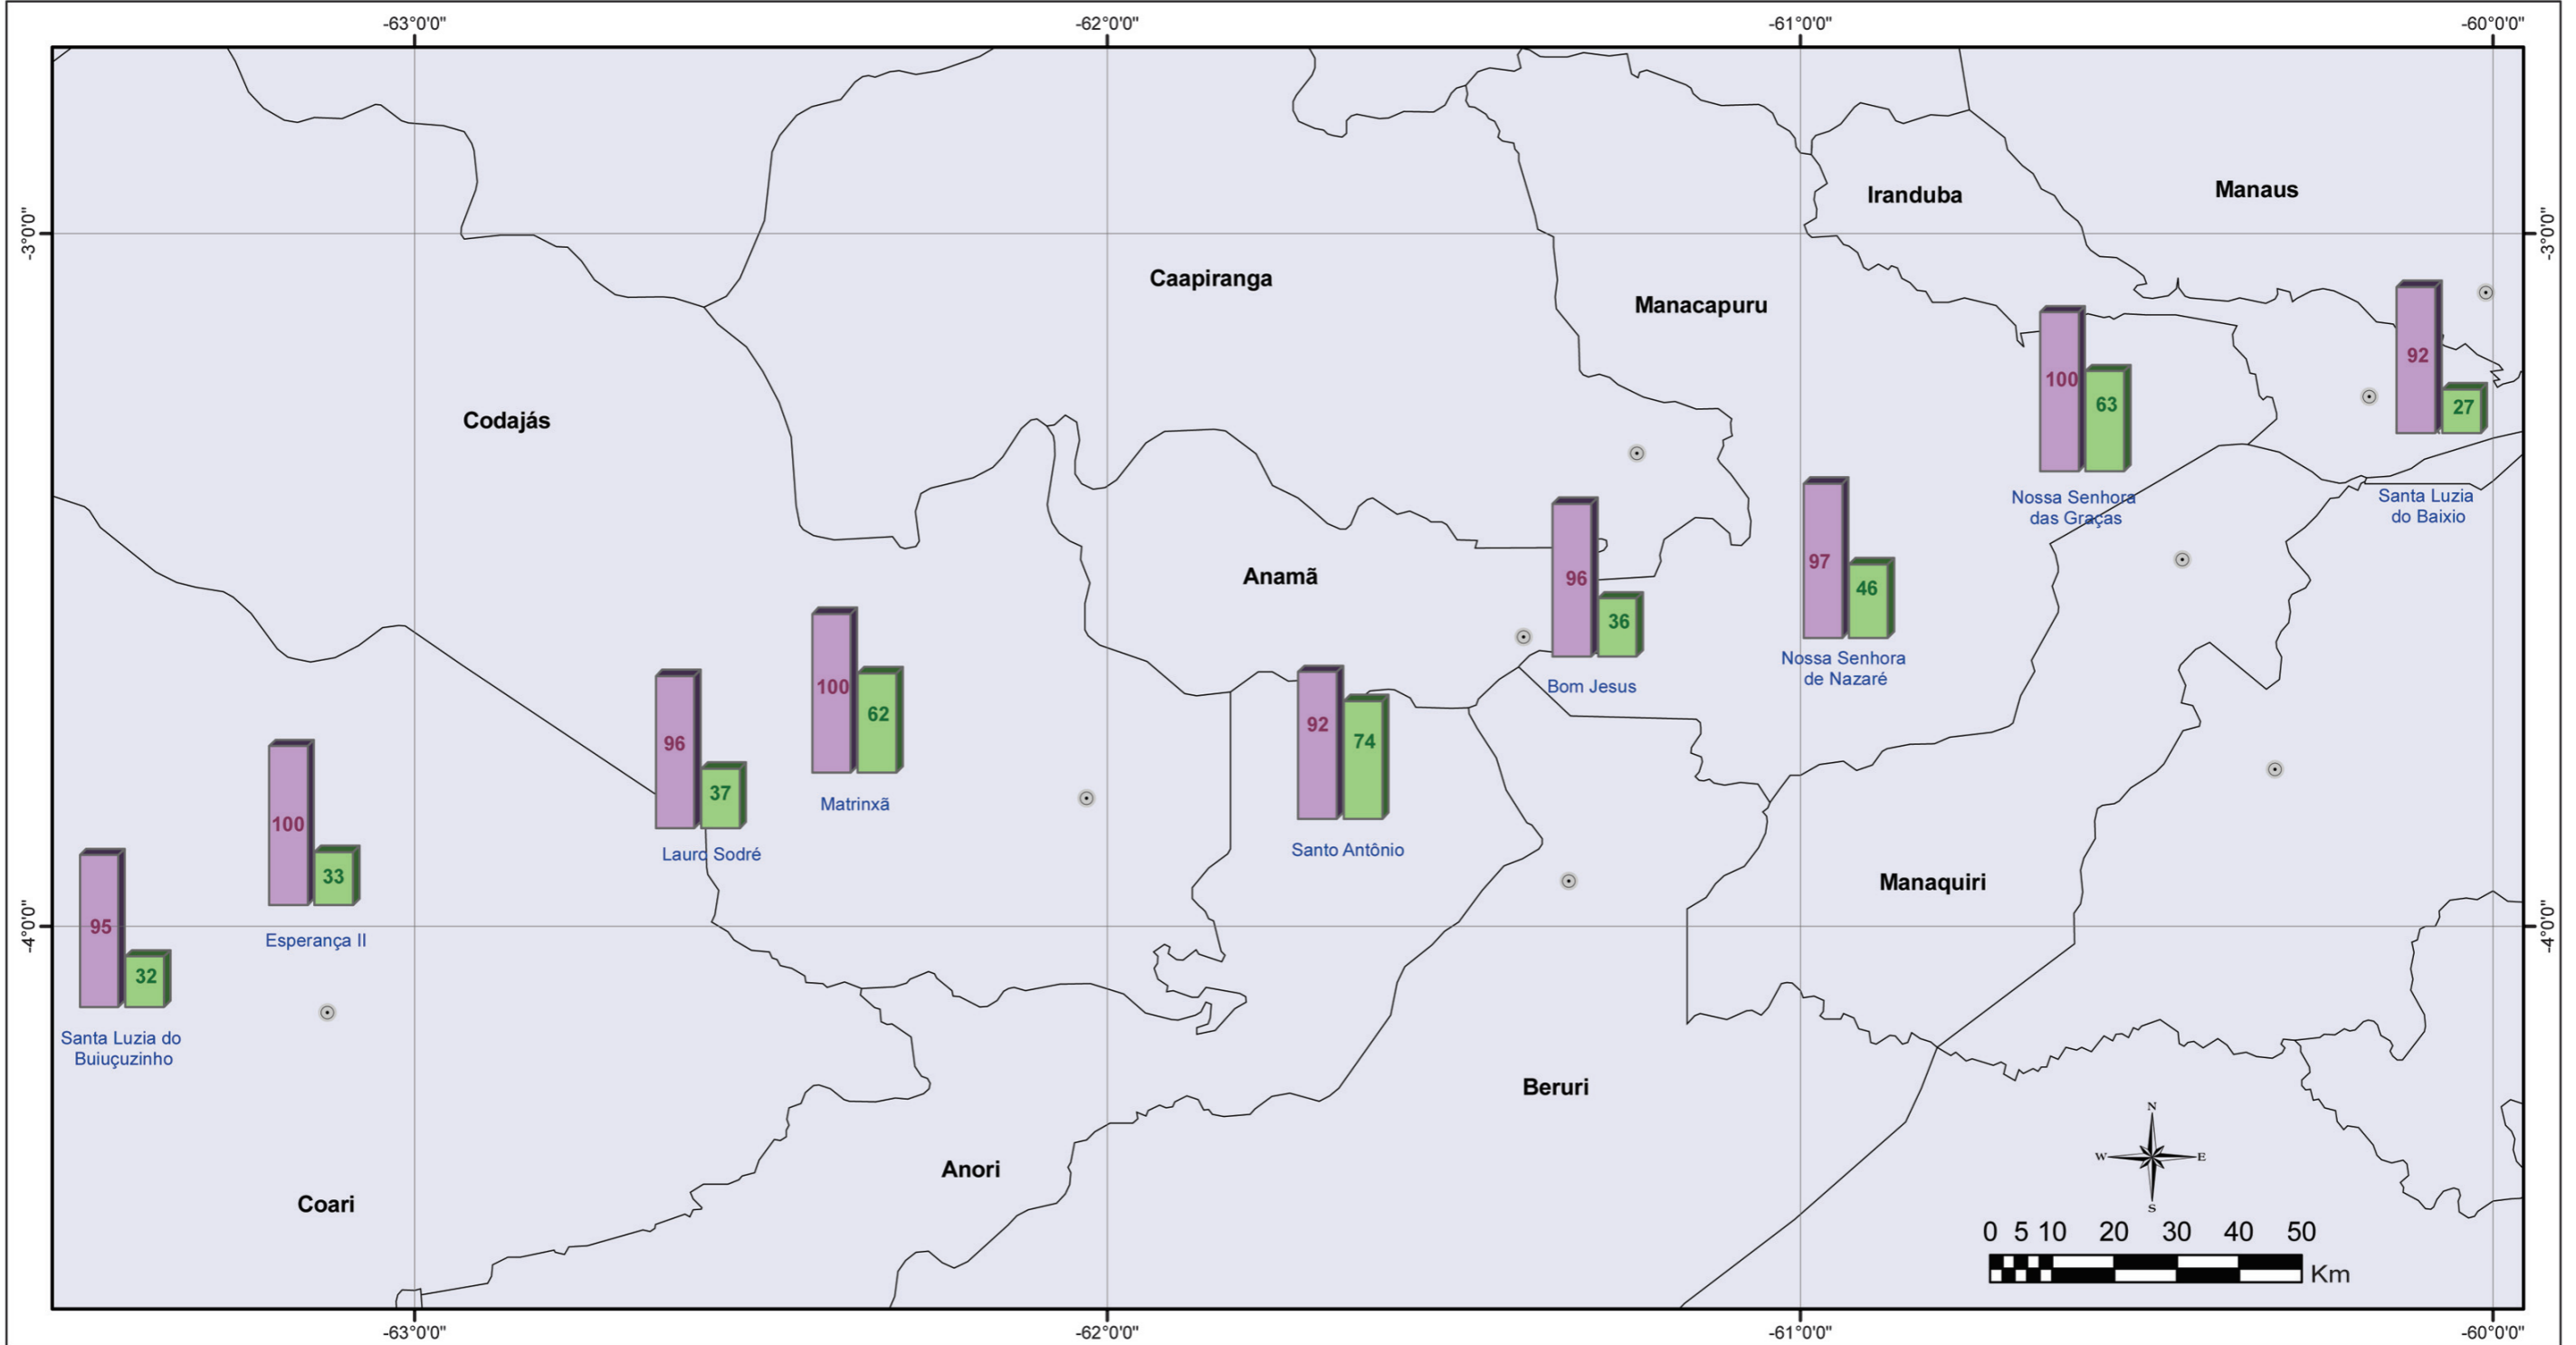 -63°0'0"
-62°0'0"
-61°0'0"
-60°0'0"
-3°0'0"
-3°0'0"
Iranduba
Manaus
Caapiranga
Manacapuru
Codajás
92
27
Santa Luzia
do Baixio
100
63
Nossa Senhora
das Graças
97
46
Nossa Senhora
de Nazaré
Anamã
96
36
Bom Jesus
100
62
Matrinxã
96
37
Lauro Sodré
92
74
Santo Antônio
100
33
Esperança II
95
32
Santa Luzia do
Buiuçuzinho
-4°0'0"
-4°0'0"
Manaquiri
Beruri
Anori
Coari
N
W
E
S
0 5 10 20 30 40 50
Km
-63°0'0"
-62°0'0"
-61°0'0"
-60°0'0"